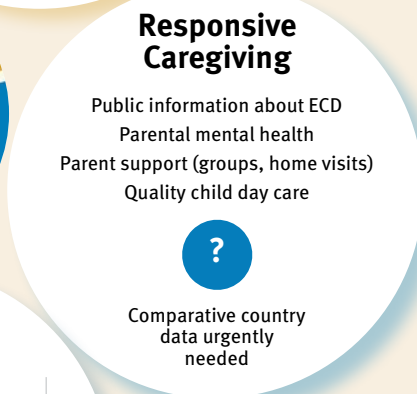 Responsive
Caregiving
Public information about ECD
Parental mental health
Parent support (groups, home visits)
Quality child day care
?
Comparative country
data urgently
needed